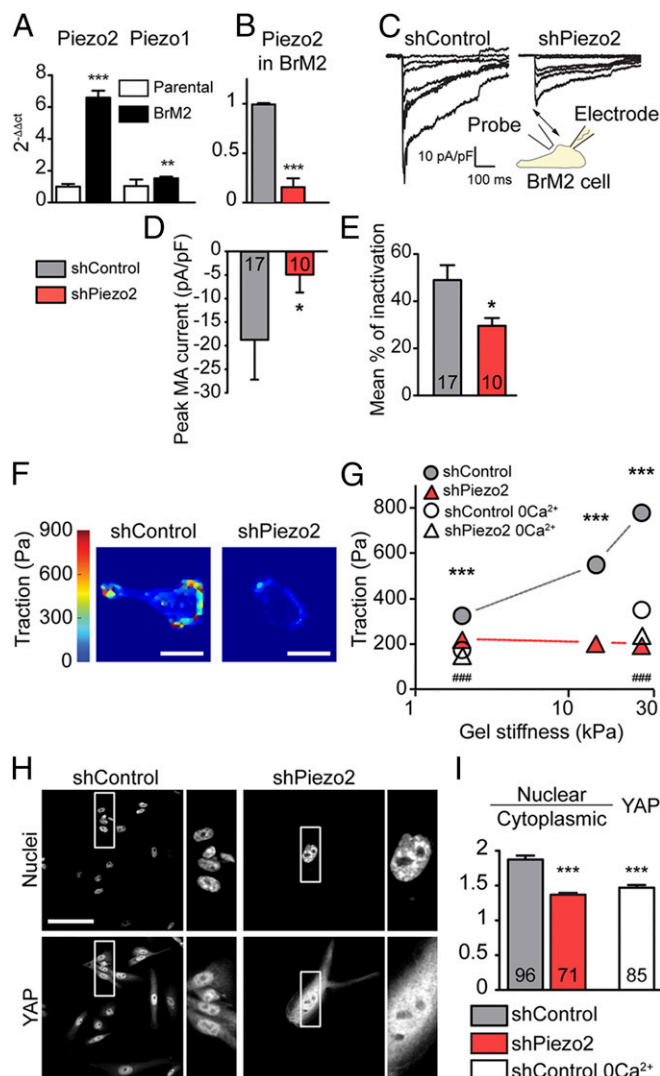 A
Piezo2 Piezo1
2^-ΔΔct
8
6
4
2
0
***
**
Parental
BrM2
B
Piezo2
in BrM2
1
0.5
0
***
C
shControl shPiezo2
Probe
Electrode
10 pA/pF
100 ms
BrM2 cell
shControl
shPiezo2
D
Peak MA current (pA/pF)
0
-5
-10
-15
-20
-25
-30
17
10
*
E
Mean % of inactivation
60
40
20
0
17
10
*
F
shControl shPiezo2
Traction (Pa)
900
600
300
0
G
shControl
shPiezo2
shControl 0Ca²⁺
shPiezo2 0Ca²⁺
***
***
***
Traction (Pa)
800
600
400
200
0
###
###
1 10 30
Gel stiffness (kPa)
H
shControl shPiezo2
Nuclei
YAP
I
Nuclear
Cytoplasmic
YAP
2
1.5
1
0.5
0
***
***
96
71
85
shControl
shPiezo2
shControl 0Ca²⁺